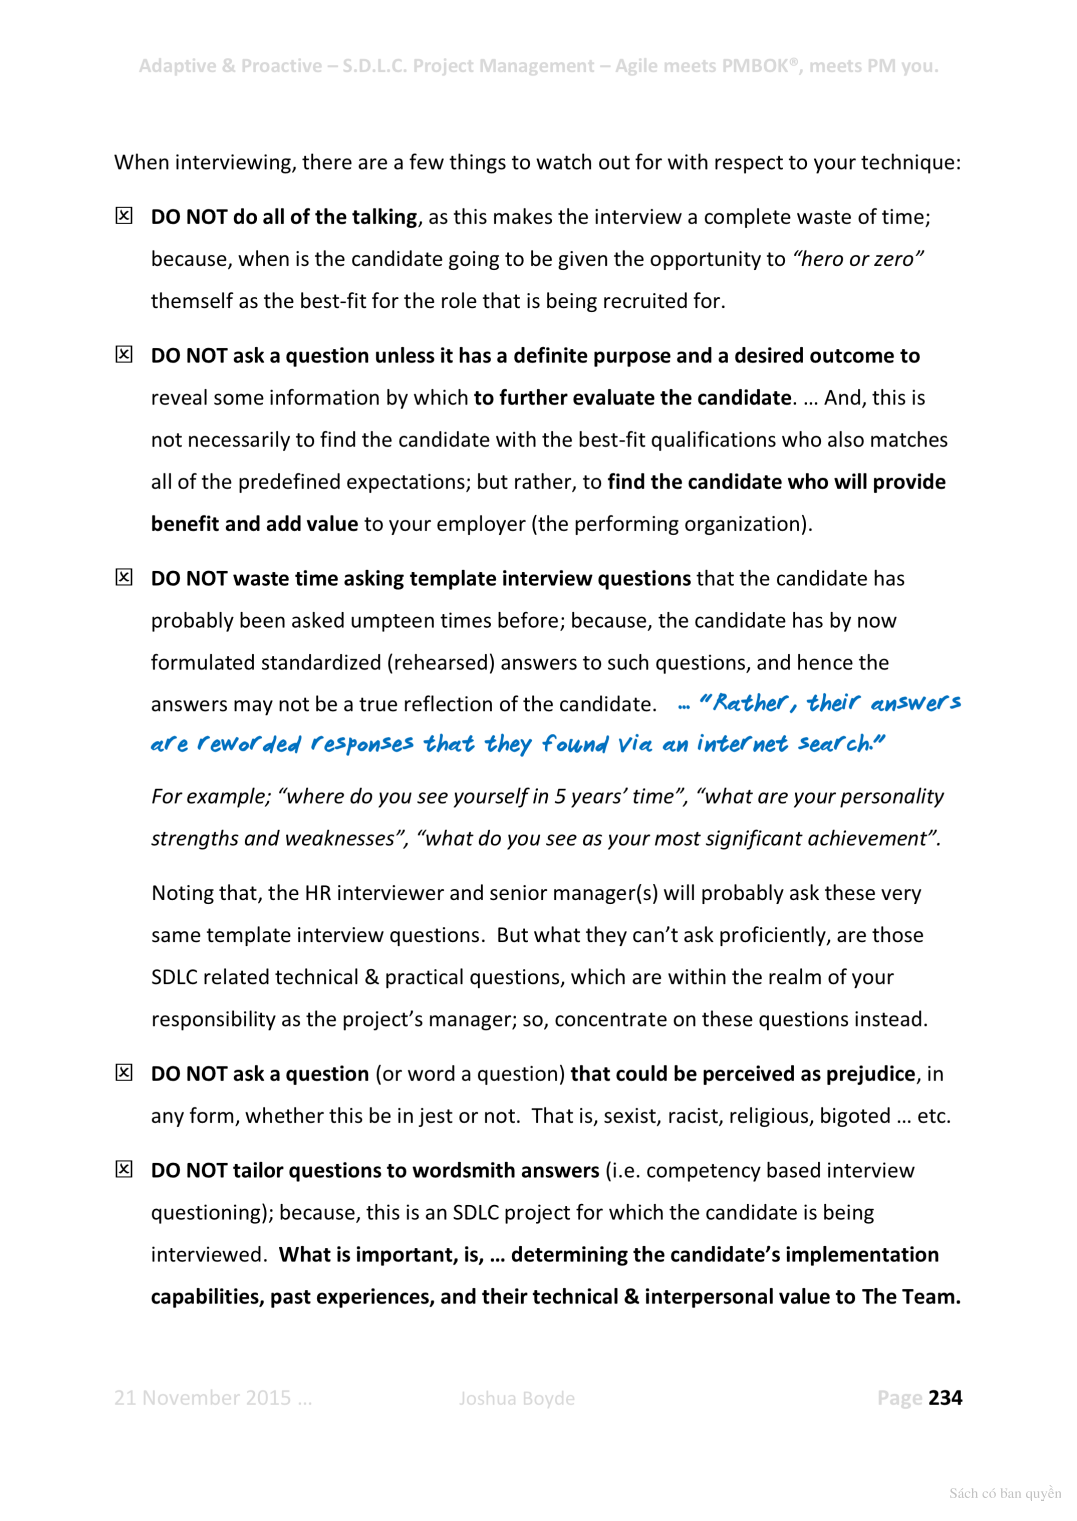 Adaptive & Proactive – S.D.L.C. Project Management – Agile meets PMBOK®, meets PM you.
When interviewing, there are a few things to watch out for with respect to your technique:
☒ DO NOT do all of the talking, as this makes the interview a complete waste of time;
because, when is the candidate going to be given the opportunity to “hero or zero”
themself as the best-fit for the role that is being recruited for.
☒ DO NOT ask a question unless it has a definite purpose and a desired outcome to
reveal some information by which to further evaluate the candidate. … And, this is
not necessarily to find the candidate with the best-fit qualifications who also matches
all of the predefined expectations; but rather, to find the candidate who will provide
benefit and add value to your employer (the performing organization).
☒ DO NOT waste time asking template interview questions that the candidate has
probably been asked umpteen times before; because, the candidate has by now
formulated standardized (rehearsed) answers to such questions, and hence the
answers may not be a true reflection of the candidate. … “Rather, their answers
are reworded responses that they found via an internet search.”
For example; “where do you see yourself in 5 years’ time”, “what are your personality
strengths and weaknesses”, “what do you see as your most significant achievement”.
Noting that, the HR interviewer and senior manager(s) will probably ask these very
same template interview questions. But what they can’t ask proficiently, are those
SDLC related technical & practical questions, which are within the realm of your
responsibility as the project’s manager; so, concentrate on these questions instead.
☒ DO NOT ask a question (or word a question) that could be perceived as prejudice, in
any form, whether this be in jest or not. That is, sexist, racist, religious, bigoted … etc.
☒ DO NOT tailor questions to wordsmith answers (i.e. competency based interview
questioning); because, this is an SDLC project for which the candidate is being
interviewed. What is important, is, … determining the candidate’s implementation
capabilities, past experiences, and their technical & interpersonal value to The Team.
21 November 2015 … Joshua Boyde Page 234
Sách có bản quyền